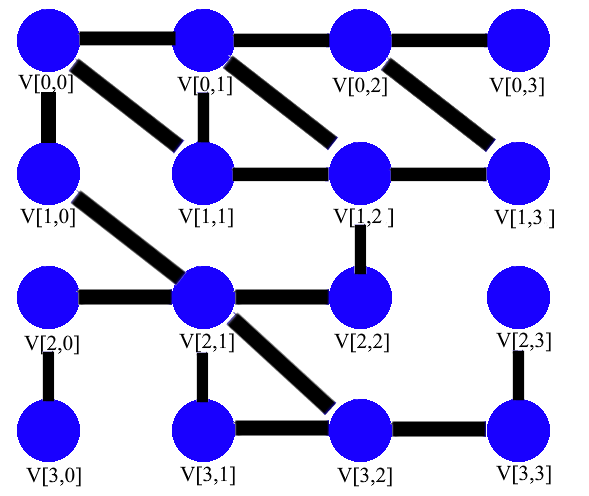 V[0,0] V[0,1] V[0,2] V[0,3]
V[1,0] V[1,1] V[1,2 ] V[1,3 ]
V[2,0] V[2,1] V[2,2] V[2,3]
V[3,0] V[3,1] V[3,2] V[3,3]